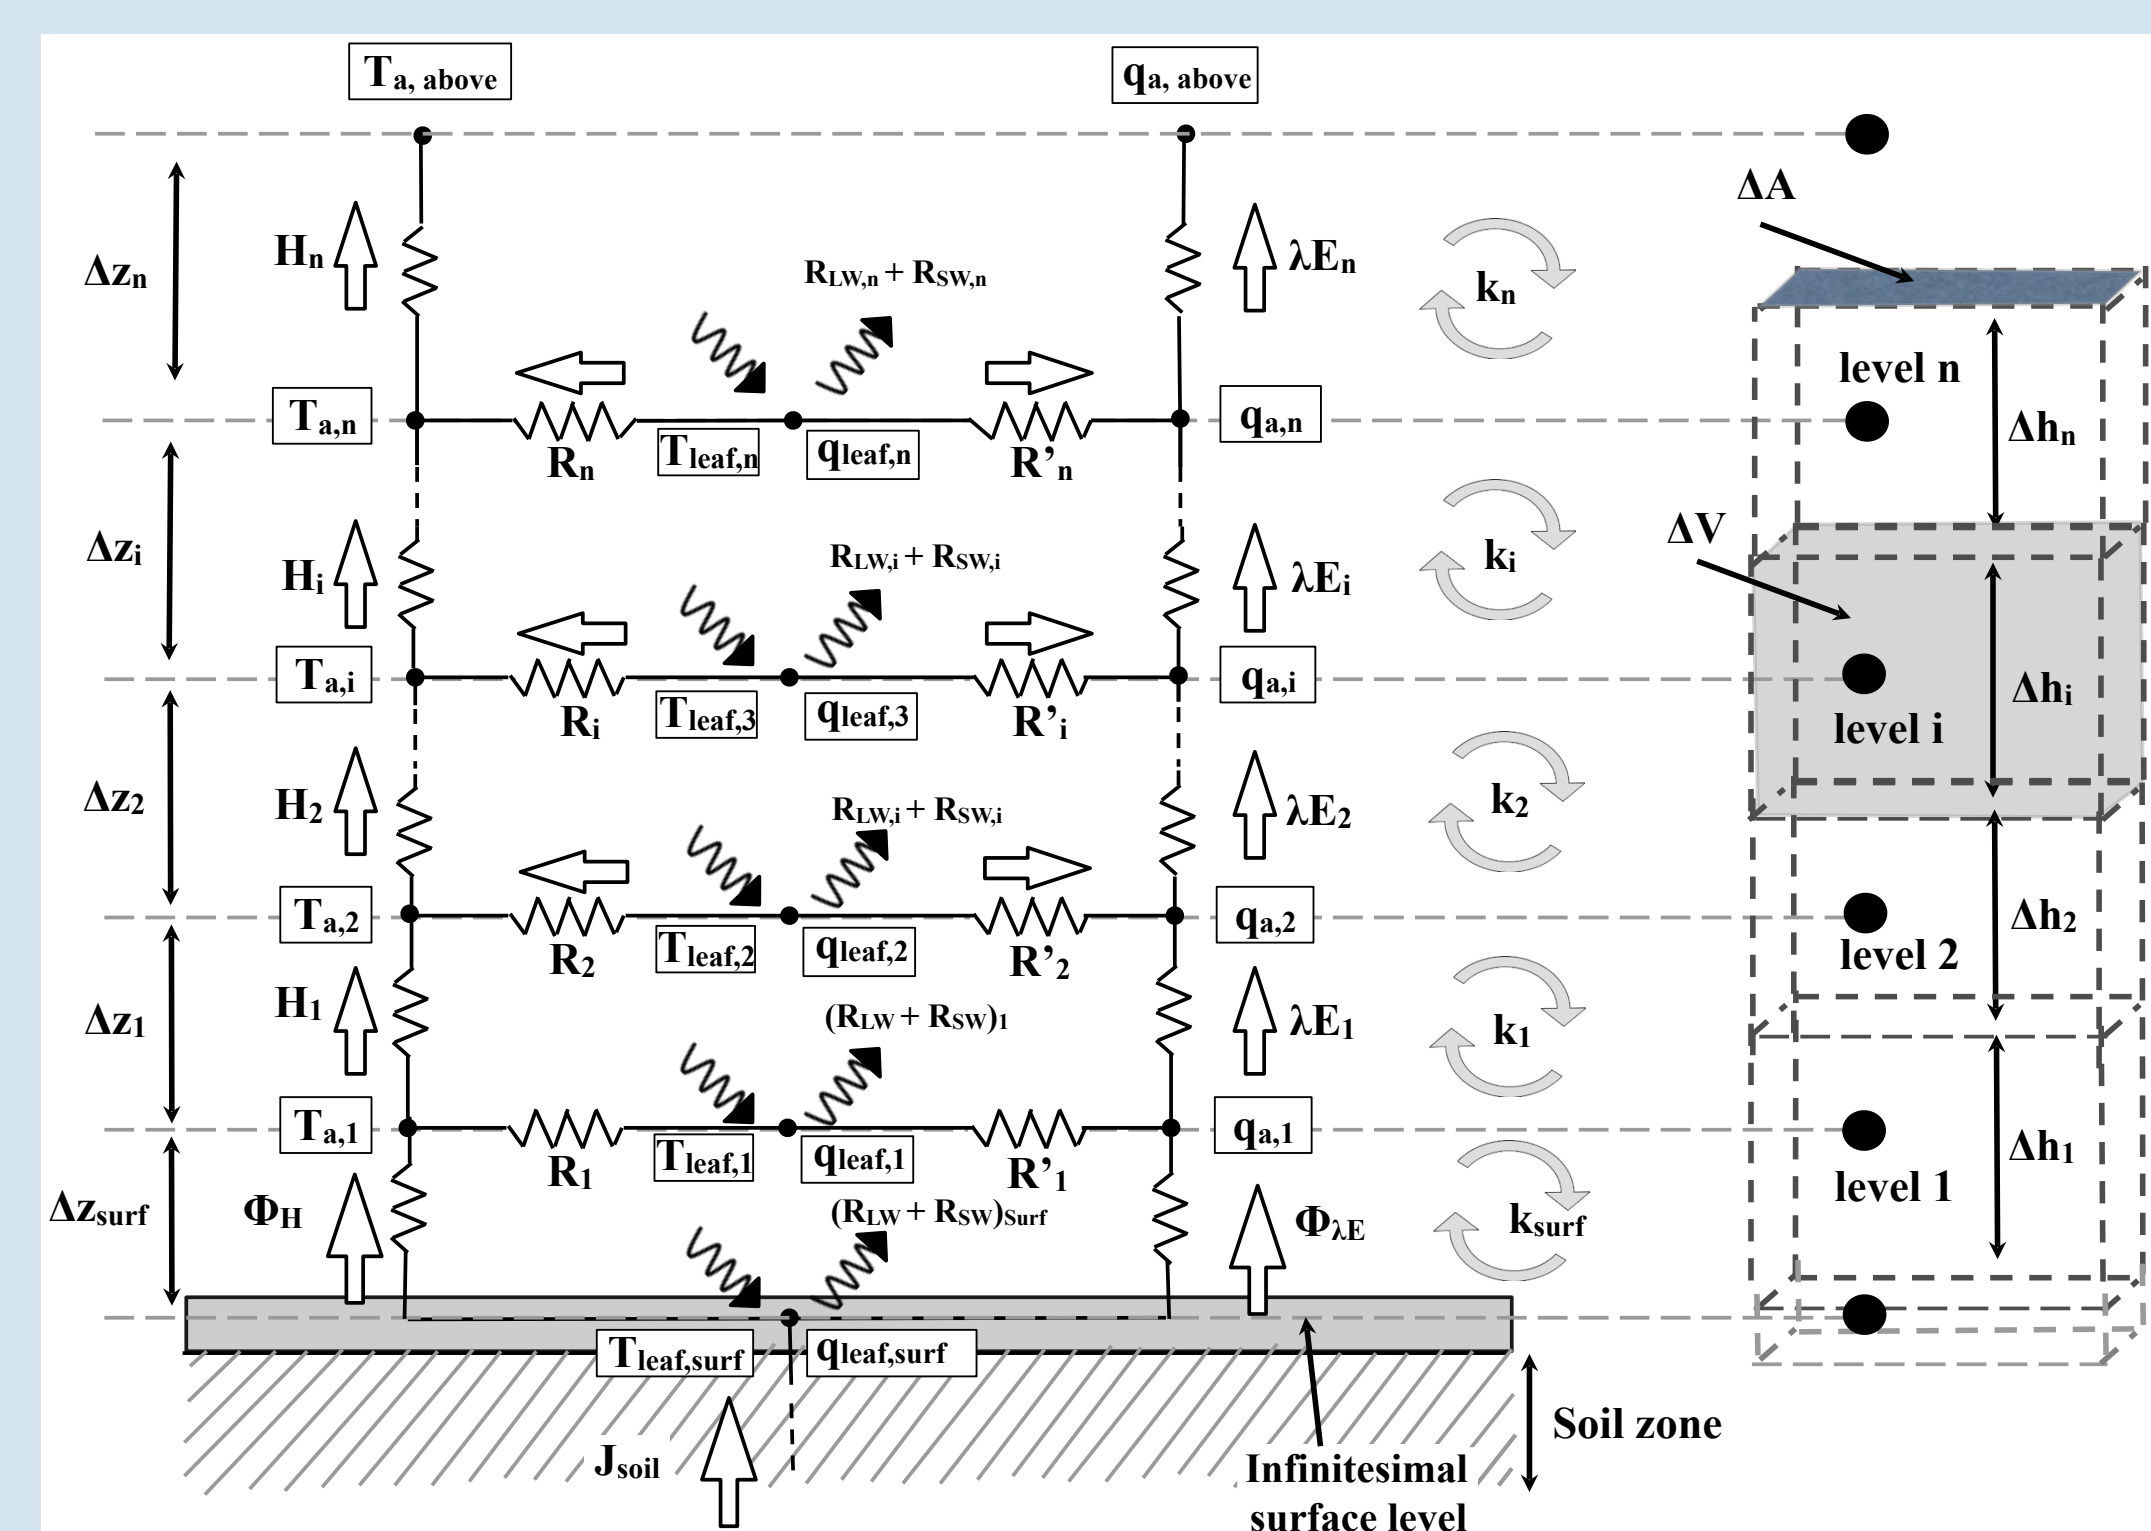 Ta, above
qa, above
ΔA
Δzn
Hn
RLW,n + RSW,n
λEn
kn
level n
Ta,n
qa,n
Δhn
Rn
Tleaf,n
qleaf,n
R’n
ΔV
Δzi
Hi
RLW,i + RSW,i
λEi
ki
Ta,i
qa,i
Δhi
Ri
Tleaf,3
qleaf,3
R’i
level i
Δz2
H2
RLW,i + RSW,i
λE2
k2
Ta,2
qa,2
Δh2
R2
Tleaf,2
qleaf,2
R’2
level 2
Δz1
H1
(RLW + RSW)1
λE1
k1
Ta,1
qa,1
Δh1
R1
Tleaf,1
qleaf,1
R’1
level 1
Δzsurf
ΦH
(RLW + RSW)Surf
ΦλE
ksurf
Tleaf,surf
qleaf,surf
Soil zone
Jsoil
Infinitesimal
surface level